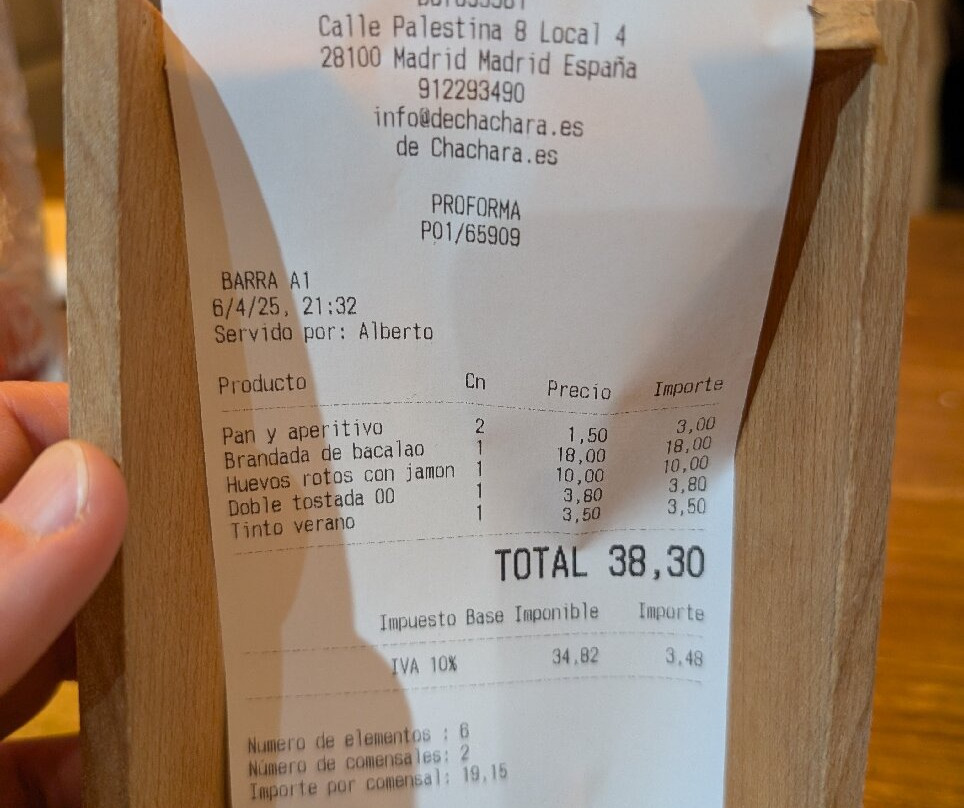 Calle Palestina 8 Local 4
28100 Madrid Madrid España
912293490
info@dechachara.es
de Chachara.es
PROFORMA
P01/65909
BARRA A1
6/4/25, 21:32
Servido por: Alberto
Producto Cn Precio Importe
Pan y aperitivo 2 1,50 3,00
Brandada de bacalao 1 18,00 18,00
Huevos rotos con jamon 1 10,00 10,00
Doble tostada 00 1 3,80 3,80
Tinto verano 1 3,50 3,50
TOTAL 38,30
Impuesto Base Imponible Importe
IVA 10% 34,82 3,48
Numero de elementos : 6
Número de comensales: 2
Importe por comensal: 19,15